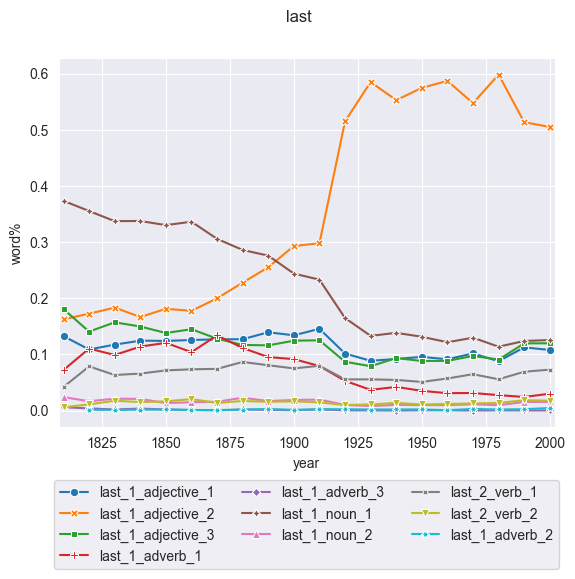 last
0.6
0.5
0.4
0.3
0.2
0.1
0.0
word%
1825 1850 1875 1900 1925 1950 1975 2000
year
last_1_adjective_1 last_1_adverb_3 last_2_verb_1
last_1_adjective_2 last_1_noun_1 last_2_verb_2
last_1_adjective_3 last_1_noun_2 last_1_adverb_2
last_1_adverb_1